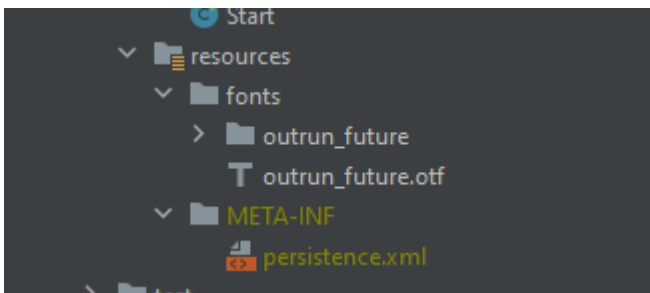 Start
resources
fonts
outrun_future
outrun_future.otf
META-INF
persistence.xml